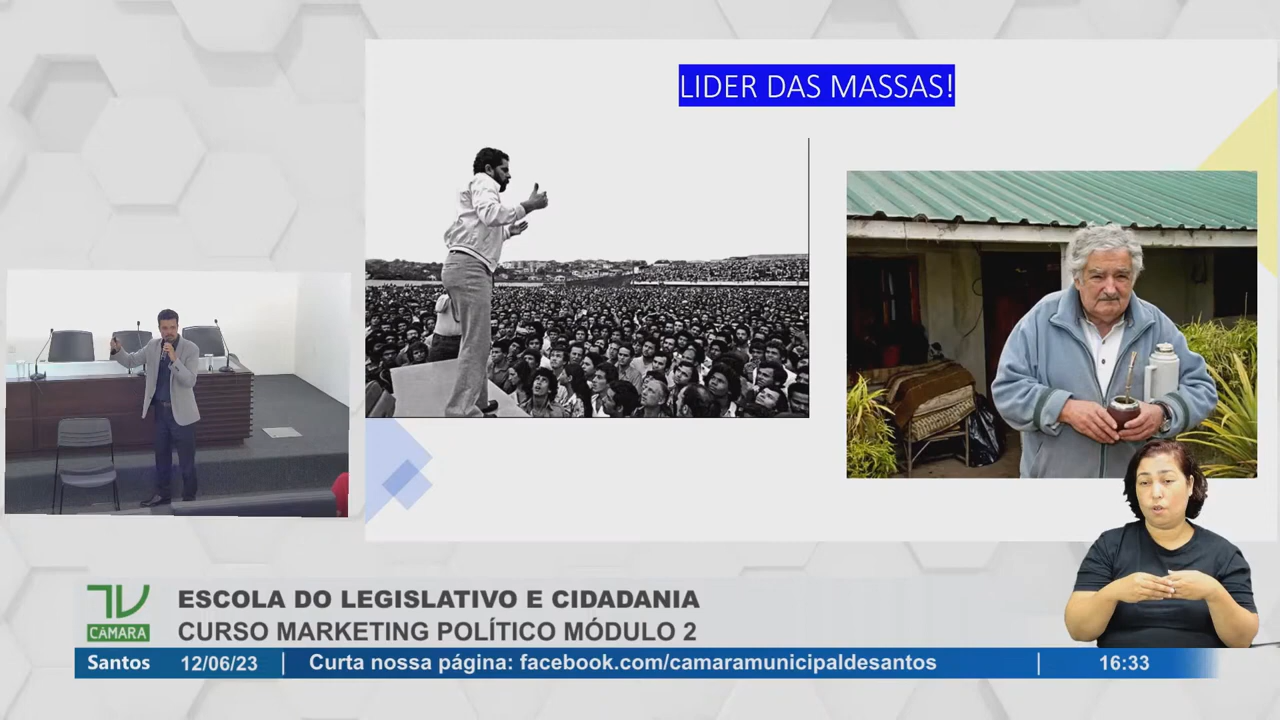 LIDER DAS MASSAS!
TV
CÂMARA
ESCOLA DO LEGISLATIVO E CIDADANIA
CURSO MARKETING POLÍTICO MÓDULO 2
Santos 12/06/23 | Curta nossa página: facebook.com/camaramunicipaldesantos | 16:33